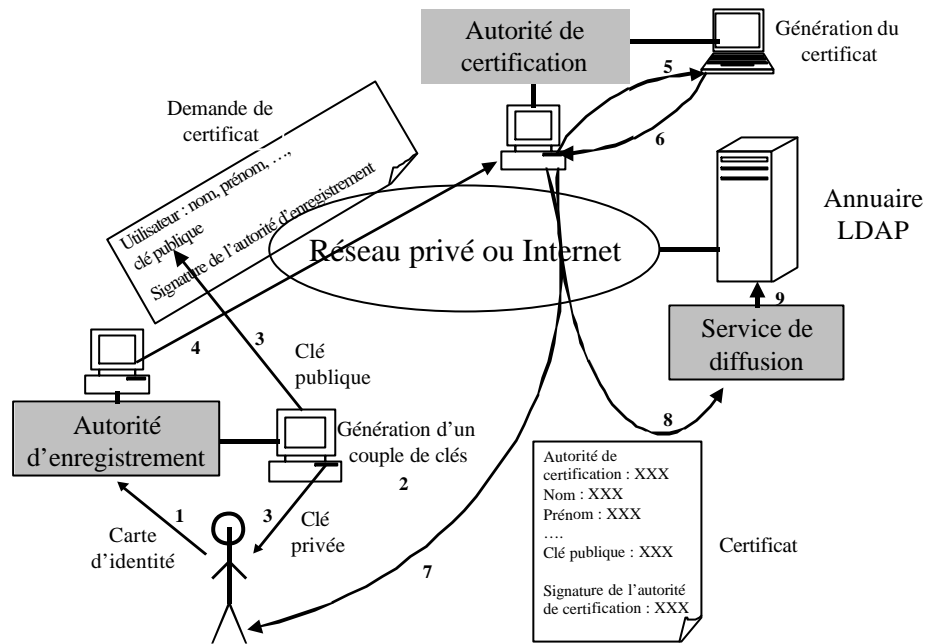 Autorité de
certification
Génération du
certificat
5
6
Demande de
certificat
Utilisateur : nom, prénom, …,
clé publique
Signature de l’autorité d’enregistrement
Annuaire
LDAP
Réseau privé ou Internet
9
Service de
diffusion
4
3
Clé
publique
8
Autorité
d’enregistrement
Génération d’un
couple de clés
2
1
Carte
d’identité
3
Clé
privée
7
Autorité de
certification : XXX
Nom : XXX
Prénom : XXX
….
Clé publique : XXX
Signature de l’autorité
de certification : XXX
Certificat